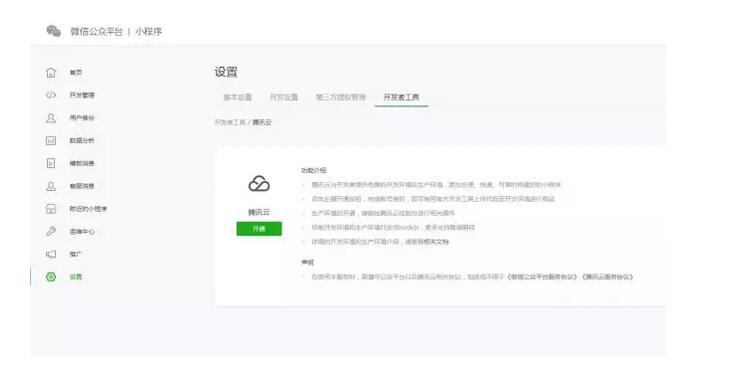 微信公众平台 | 小程序
首页
开发管理
用户身份
数据分析
模板消息
客服消息
附近的小程序
运维中心
推广
设置
设置
基本设置 开发设置 第三方授权管理 开发者工具
开发者工具 / 腾讯云
腾讯云
开通
功能介绍
腾讯云为开发者提供免费的开发环境和生产环境，更加方便、快速、可靠的构建您的小程序
点击左侧开通按钮，完成帐号授权，即可使用官方开发工具上传代码至开发环境进行调试
生产环境如开通，请前往腾讯云控制台进行相关操作
目前开发环境和生产环境只支持nodejs，更多支持敬请期待
详细的开发环境和生产环境介绍，请查看相关文档
声明
在使用本服务时，需遵守公众平台以及腾讯云相关协议，包括但不限于《微信公众平台服务协议》《腾讯云服务协议》